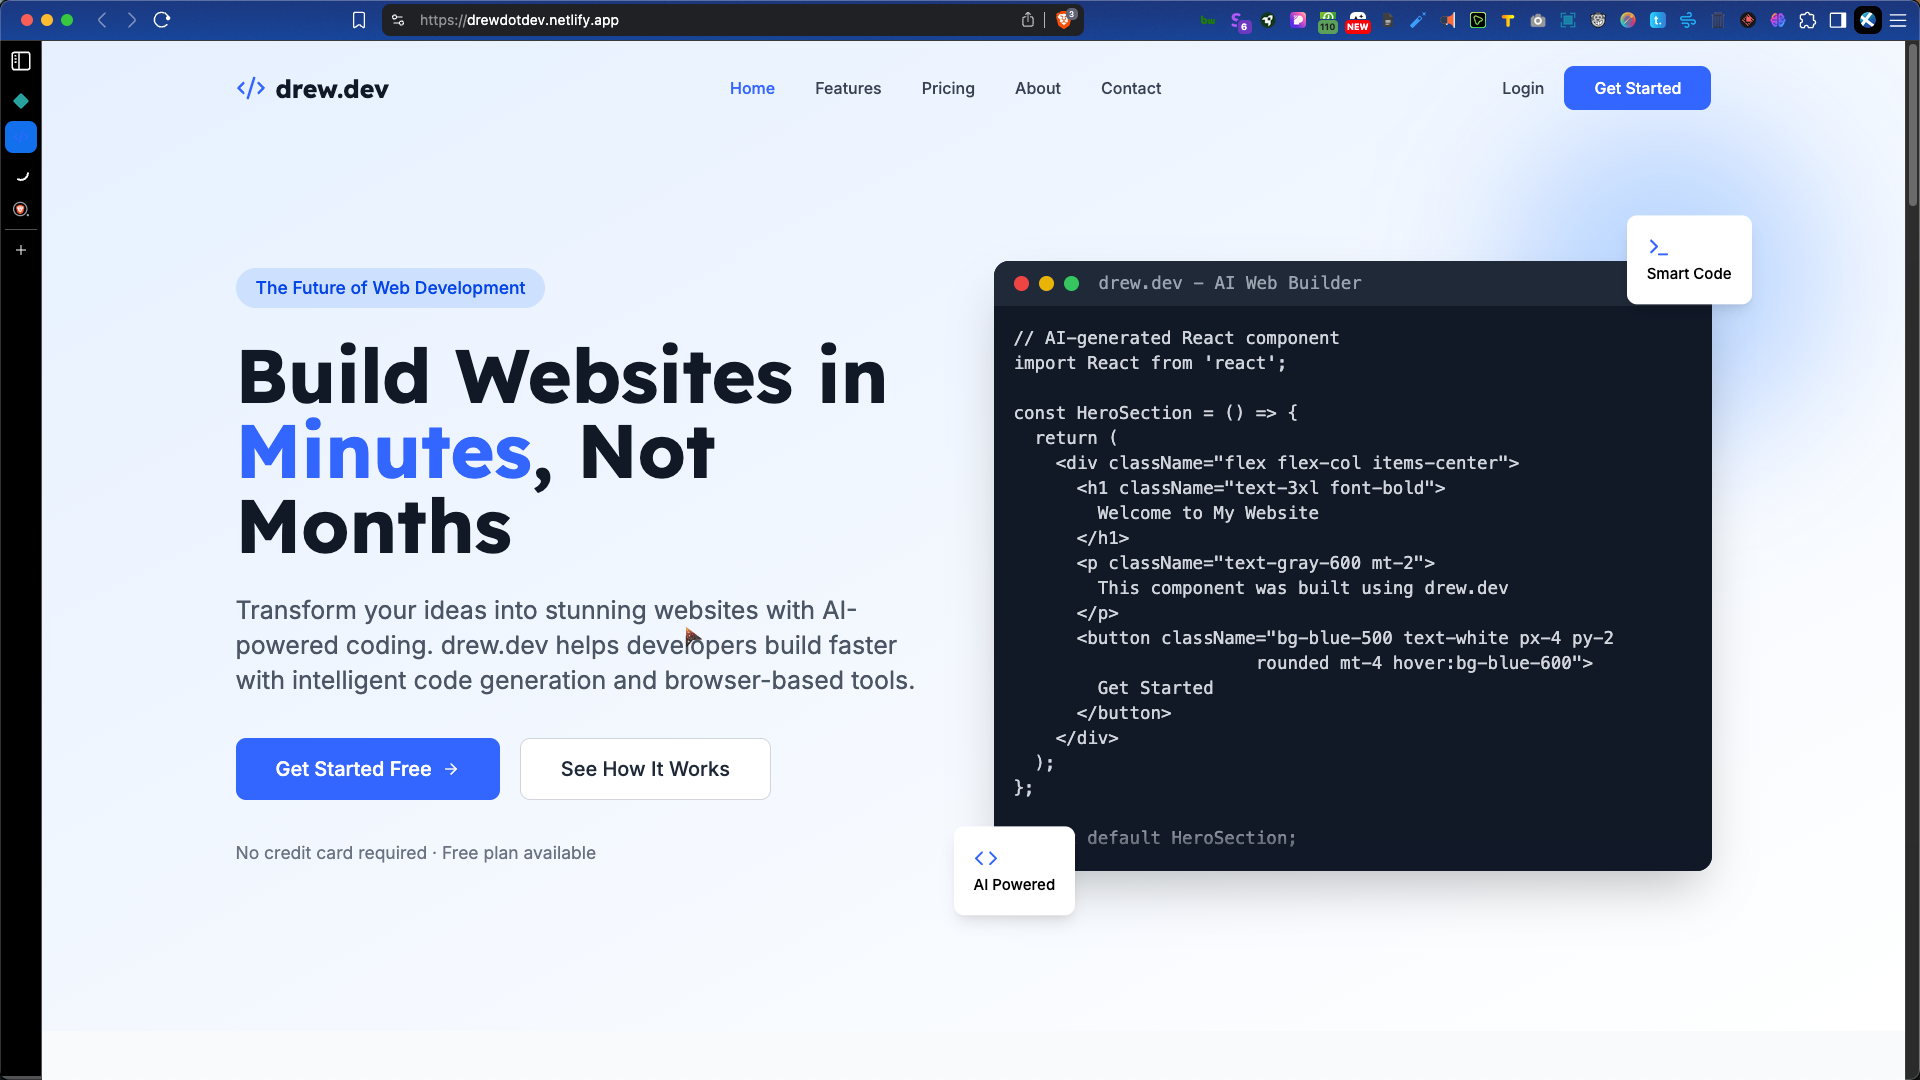 https://drewdotdev.netlify.app
3
6
110
NEW
</> drew.dev
Home
Features
Pricing
About
Contact
Login
Get Started
The Future of Web Development
Build Websites in
Minutes, Not
Months
Transform your ideas into stunning websites with AI-
powered coding. drew.dev helps developers build faster
with intelligent code generation and browser-based tools.
Get Started Free →
See How It Works
No credit card required · Free plan available
>_
Smart Code
drew.dev – AI Web Builder
// AI-generated React component
import React from 'react';
const HeroSection = () => {
return (
<div className="flex flex-col items-center">
<h1 className="text-3xl font-bold">
Welcome to My Website
</h1>
<p className="text-gray-600 mt-2">
This component was built using drew.dev
</p>
<button className="bg-blue-500 text-white px-4 py-2
rounded mt-4 hover:bg-blue-600">
Get Started
</button>
</div>
);
};
default HeroSection;
<>
AI Powered